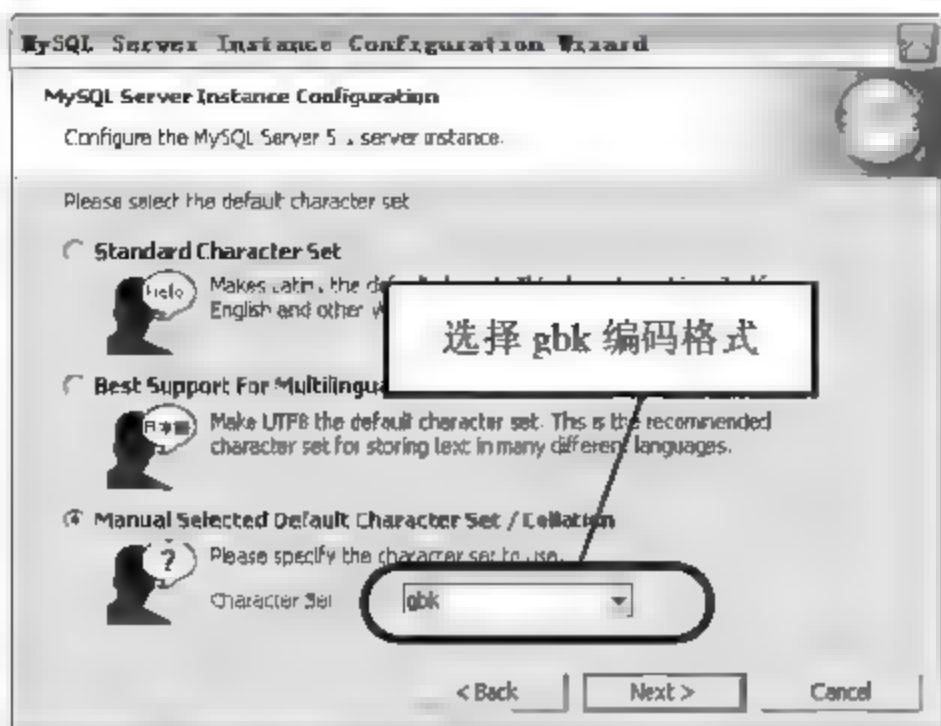 MySQL Server Instance Configuration Wizard
MySQL Server Instance Configuration
Configure the MySQL Server 5 server instance.
Please select the default character set
Standard Character Set
Hello
Makes Latin the
English and other
选择 gbk 编码格式
Best Support For
Make UTF8 the default character set. This is the recommended
character set for storing text in many different languages.
Manual Selected Default Character Set / Collation
?
Please specify the character set to use.
Character Set
gbk
< Back
Next >
Cancel